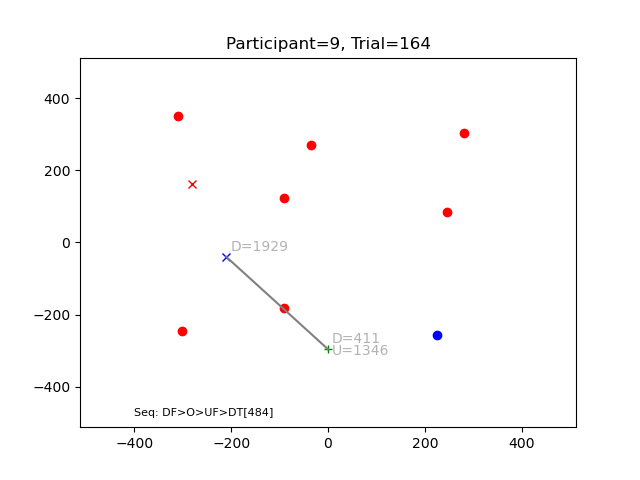 Participant=9, Trial=164
400
200
0
−200
−400
D=1929
D=411
U=1346
Seq: DF>O>UF>DT[484]
−400 −200 0 200 400